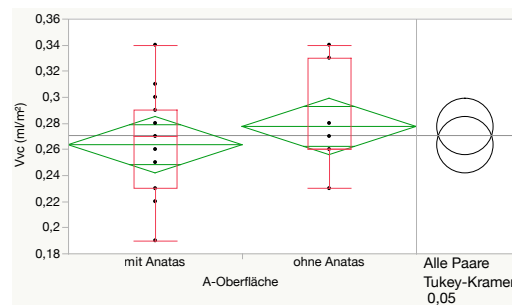 0,36
0,34
0,32
0,3
0,28
0,26
0,24
0,22
0,2
0,18
Vvc (ml/m²)
mit Anatas
ohne Anatas
A-Oberfläche
Alle Paare
Tukey-Kramer
0,05